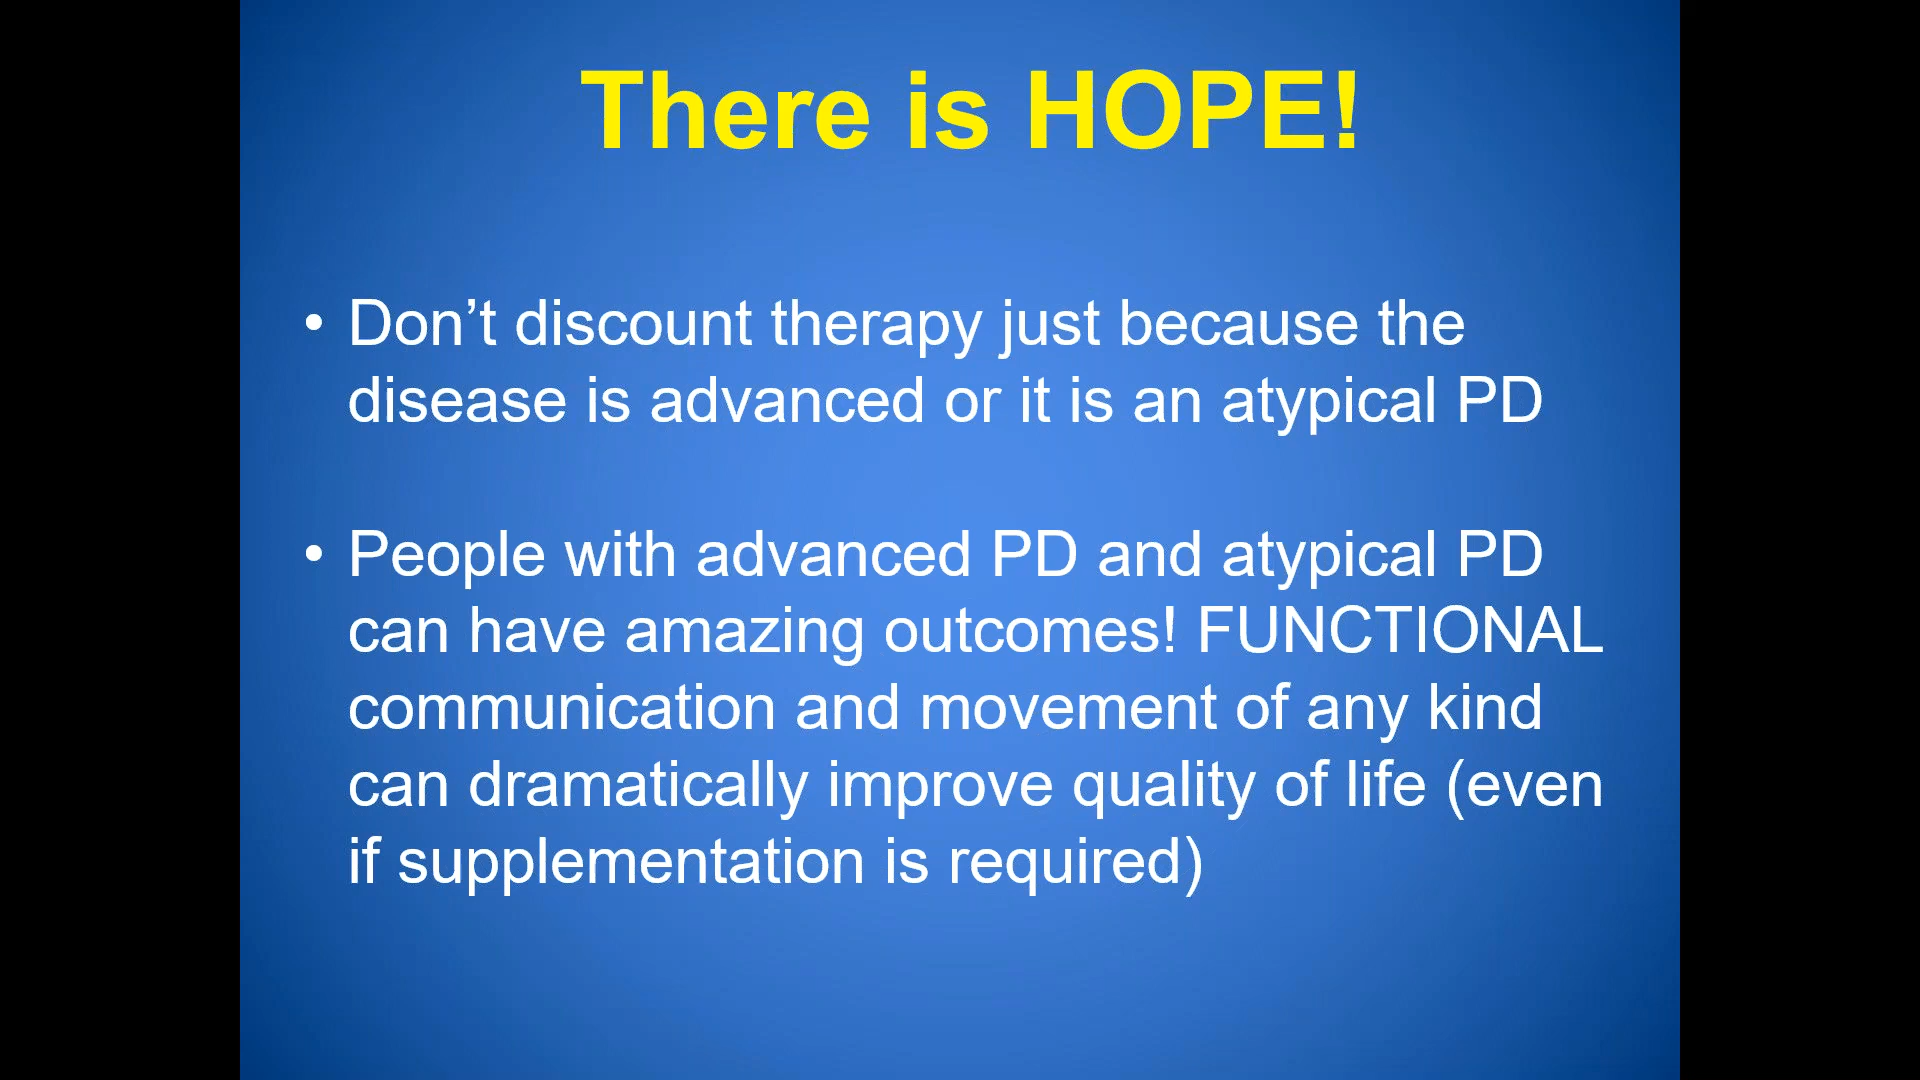 There is HOPE!
• Don’t discount therapy just because the
disease is advanced or it is an atypical PD
• People with advanced PD and atypical PD
can have amazing outcomes! FUNCTIONAL
communication and movement of any kind
can dramatically improve quality of life (even
if supplementation is required)